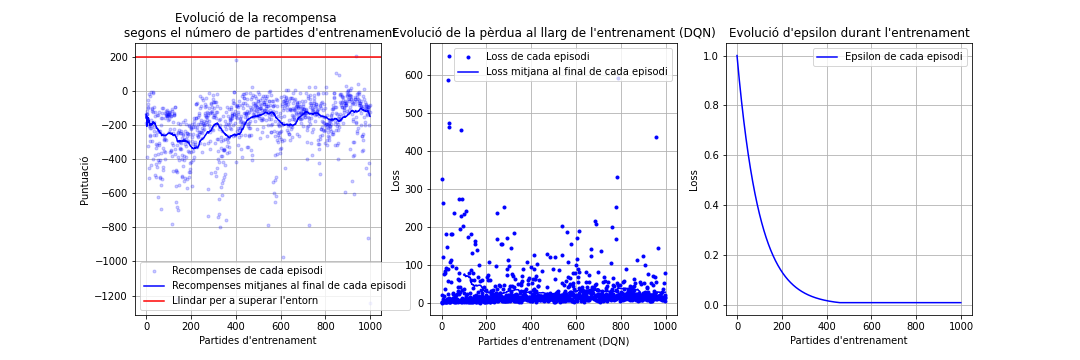 Evolució de la recompensa
segons el número de partides d'entrenament
200
0
−200
−400
−600
−800
−1000
−1200
Puntuació
Recompenses de cada episodi
Recompenses mitjanes al final de cada episodi
Llindar per a superar l'entorn
0
200
400
600
800
1000
Partides d'entrenament
Evolució de la pèrdua al llarg de l'entrenament (DQN)
600
500
400
300
200
100
0
Loss
Loss de cada episodi
Loss mitjana al final de cada episodi
0
200
400
600
800
1000
Partides d'entrenament (DQN)
Evolució d'epsilon durant l'entrenament
1.0
0.8
0.6
0.4
0.2
0.0
Loss
Epsilon de cada episodi
0
200
400
600
800
1000
Partides d'entrenament